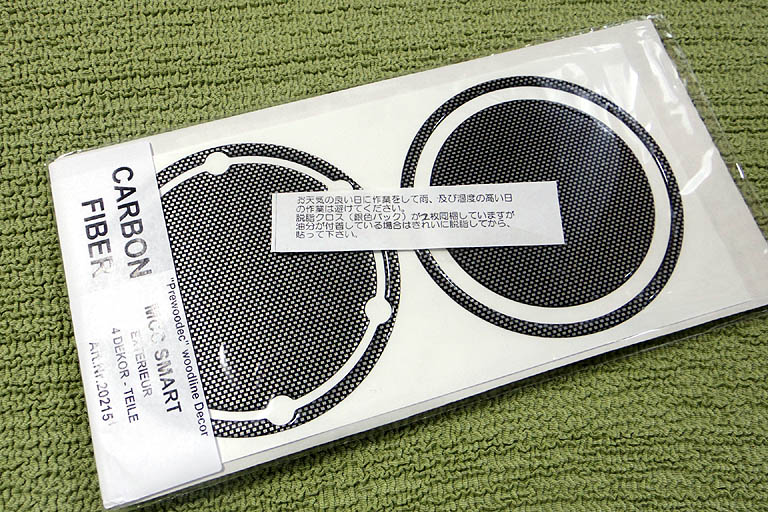 CARBON
FIBER
"Prewoodec" woodline Decor
MCC SMART
EXTERIEUR
4 DEKOR - TEILE
Art.Nr.20215
お天気の良い日に作業をして雨、及び湿度の高い日
の作業は避けてください。
脱脂クロス（銀色パック）が2枚同梱していますが
油分が付着している場合はきれいに脱脂してから、
貼って下さい。